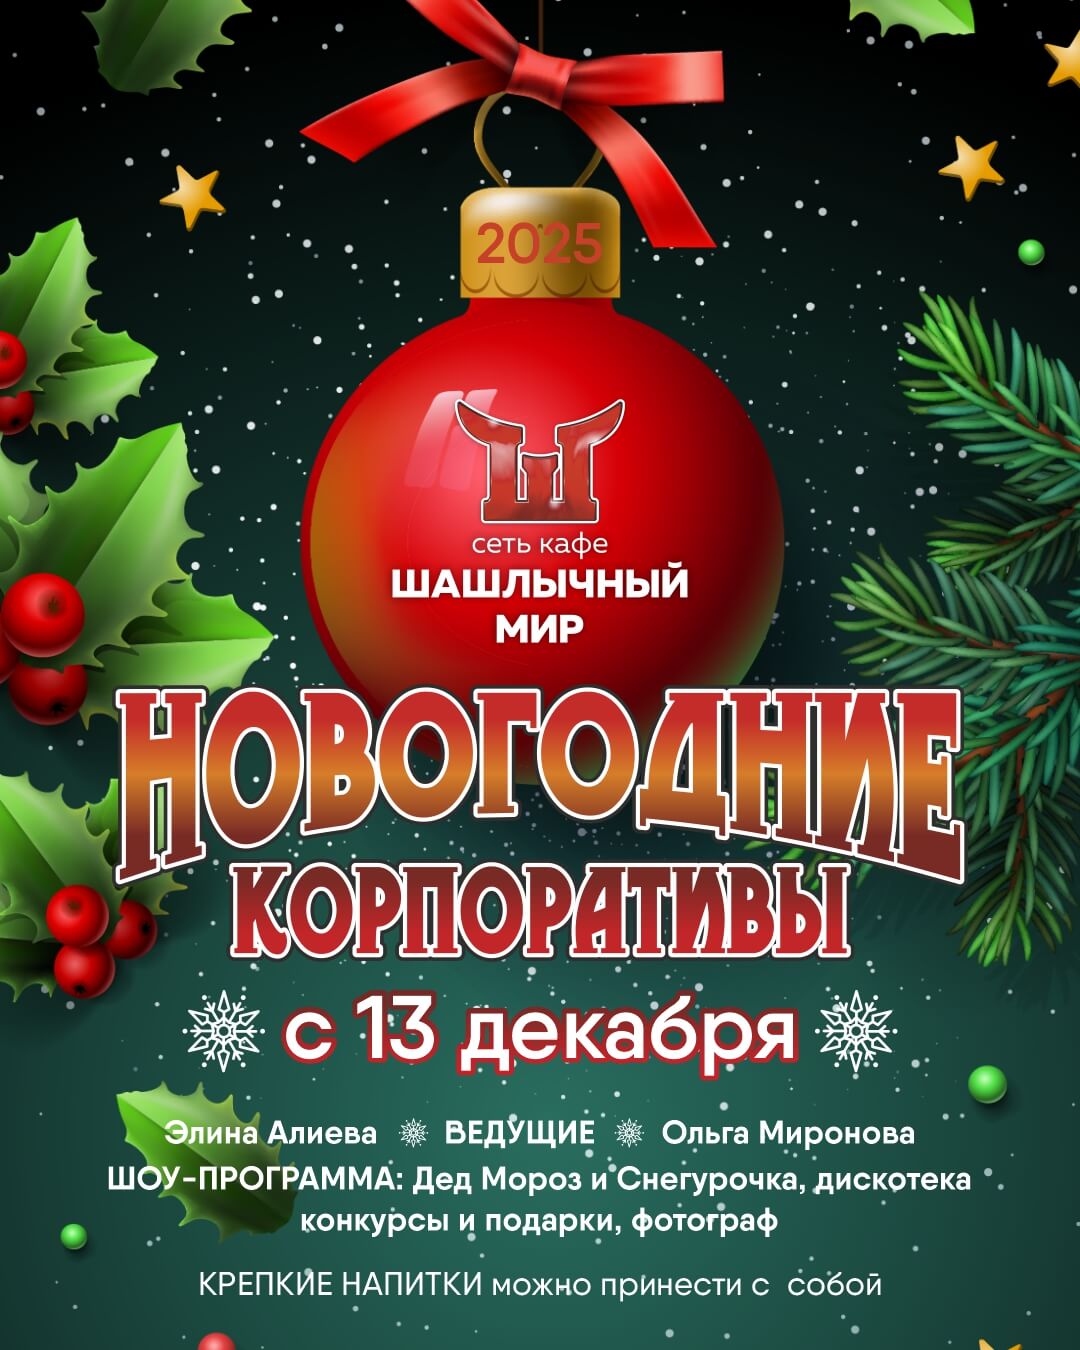 2025
сеть кафе
ШАШЛЫЧНЫЙ
МИР
НОВОГОДНИЕ
КОРПОРАТИВЫ
с 13 декабря
Элина Алиева ВЕДУЩИЕ Ольга Миронова
ШОУ-ПРОГРАММА: Дед Мороз и Снегурочка, дискотека
конкурсы и подарки, фотограф
КРЕПКИЕ НАПИТКИ можно принести с собой